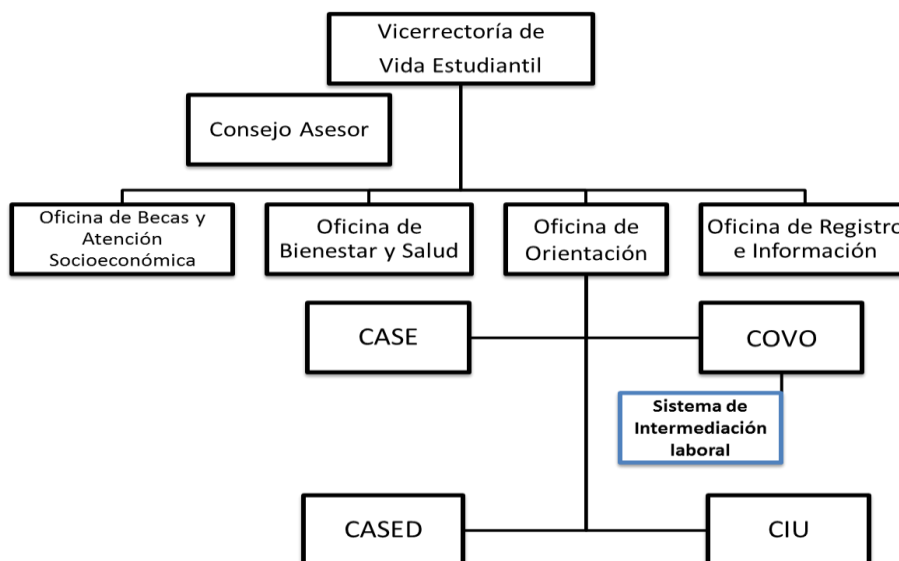 Vicerrectoría de
Vida Estudiantil
Consejo Asesor
Oficina de Becas y
Atención
Socioeconómica
Oficina de
Bienestar y Salud
Oficina de
Orientación
Oficina de Registro
e Información
CASE
COVO
Sistema de
Intermediación
laboral
CASED
CIU